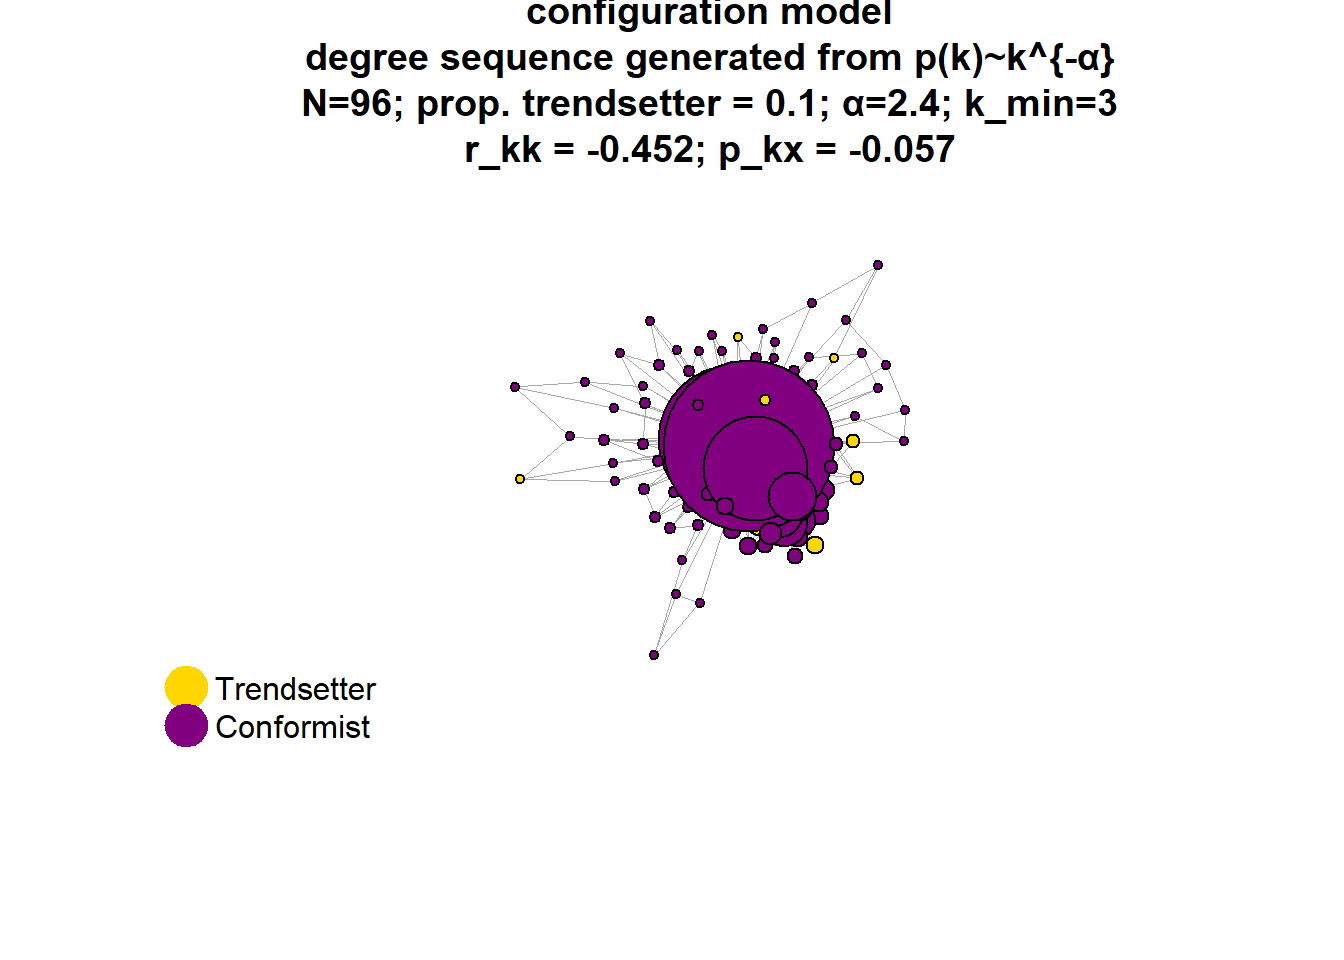 configuration model
degree sequence generated from p(k)~k^{-α}
N=96; prop. trendsetter = 0.1; α=2.4; k_min=3
r_kk = -0.452; p_kx = -0.057
Trendsetter
Conformist